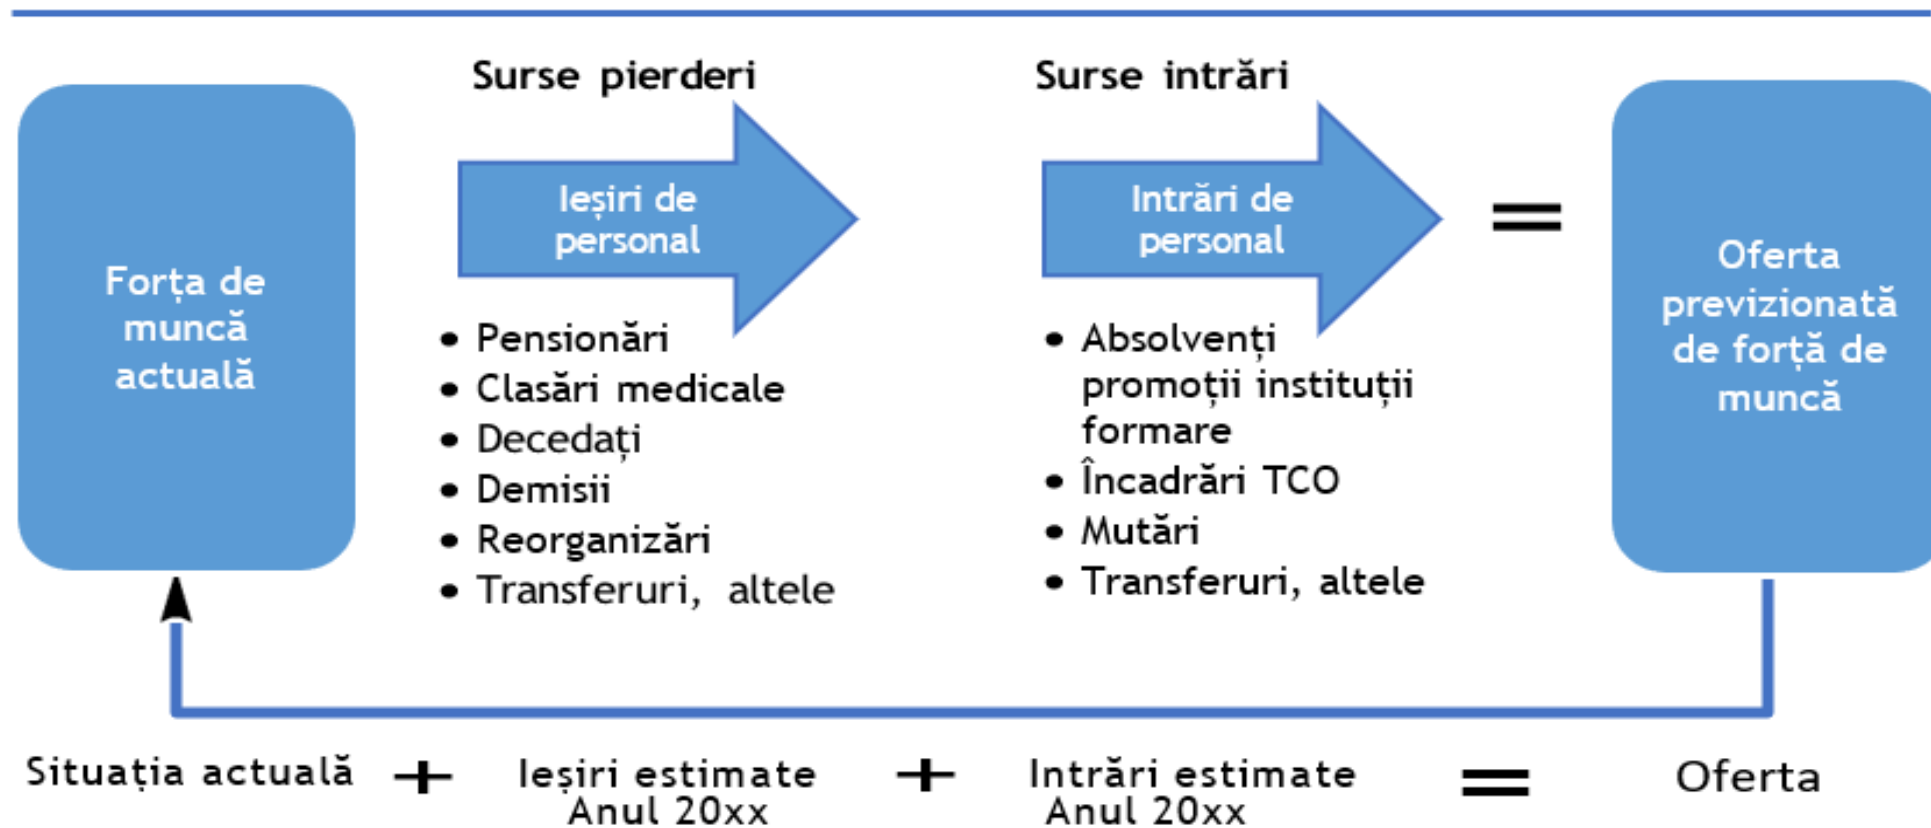 Surse pierderi
Surse intrări
Forța de
muncă
actuală
Ieșiri de
personal
• Pensionări
• Clasări medicale
• Decedați
• Demisii
• Reorganizări
• Transferuri, altele
Intrări de
personal
• Absolvenți
promoții instituții
formare
• Încadrări TCO
• Mutări
• Transferuri, altele
=
Oferta
previzionată
de forță de
muncă
Situația actuală + Ieșiri estimate + Intrări estimate = Oferta
Anul 20xx Anul 20xx